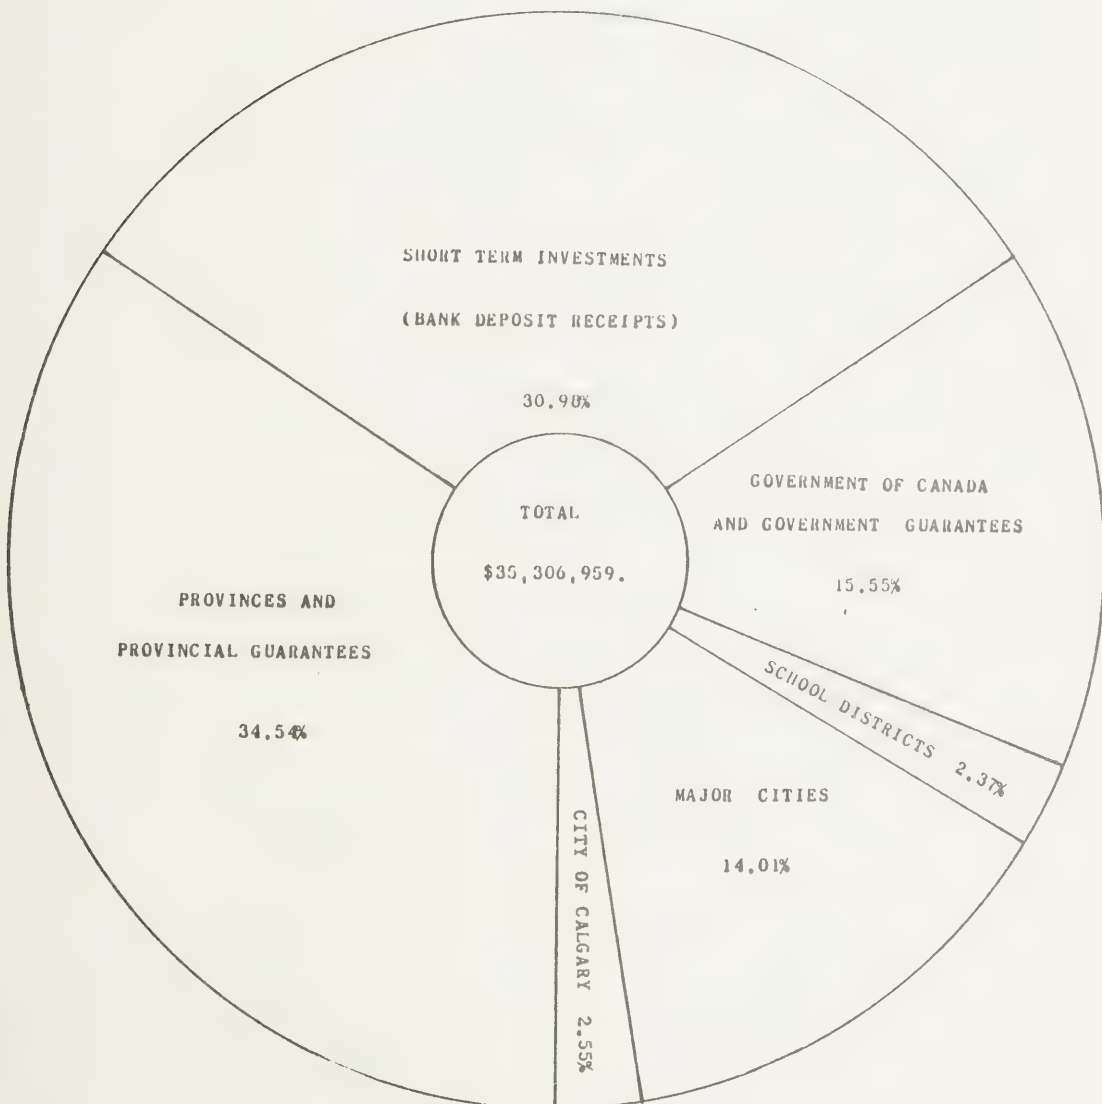 SHORT TERM INVESTMENTS
(BANK DEPOSIT RECEIPTS)
30.98%
TOTAL
$35,306,959.
GOVERNMENT OF CANADA
AND GOVERNMENT GUARANTEES
15.55%
PROVINCES AND
PROVINCIAL GUARANTEES
34.54%
SCHOOL DISTRICTS 2.37%
MAJOR CITIES
14.01%
CITY OF CALGARY 2.55%